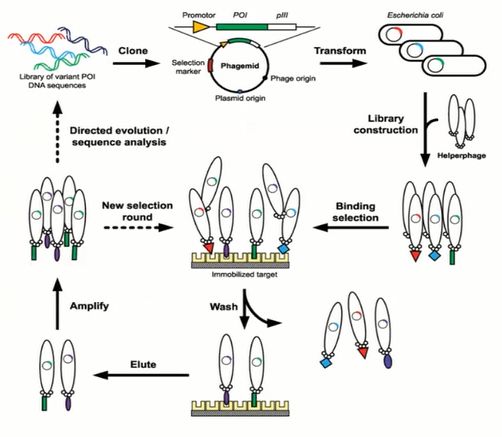 Promotor
POI
pIII
Escherichia coli
Clone
Selection
marker
Phagemid
Phage origin
Plasmid origin
Transform
Library of variant POI
DNA sequences
Directed evolution /
sequence analysis
Library
construction
Helperphage
New selection
round
Binding
selection
Immobilized target
Wash
Amplify
Elute